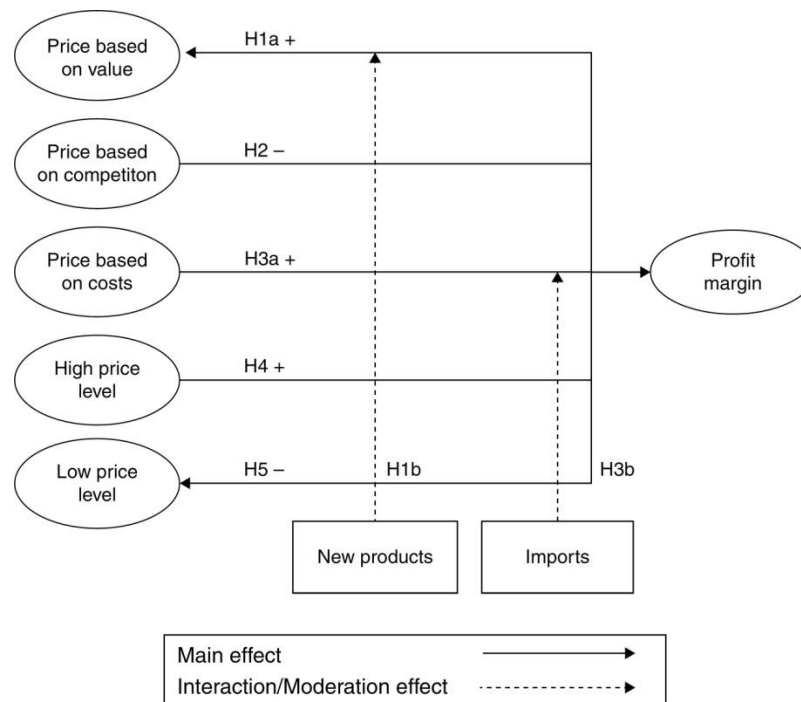 Price based
on value
H1a +
Price based
on competiton
H2 –
Price based
on costs
H3a +
Profit
margin
High price
level
H4 +
Low price
level
H5 –
H1b
H3b
New products
Imports
Main effect
Interaction/Moderation effect